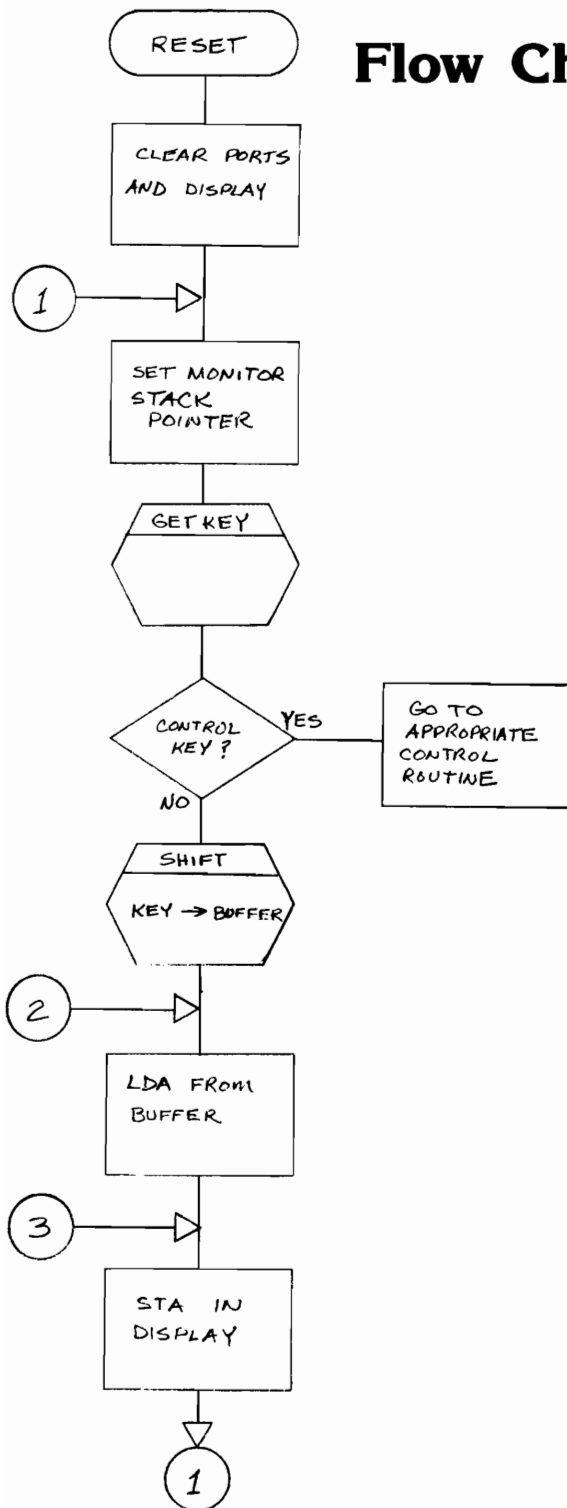 RESET
Flow Ch
CLEAR PORTS
AND DISPLAY
1
SET MONITOR
STACK
POINTER
GET KEY
CONTROL
KEY?
YES
GO TO
APPROPRIATE
CONTROL
ROUTINE
NO
SHIFT
KEY → BUFFER
2
LDA FROM
BUFFER
3
STA IN
DISPLAY
1